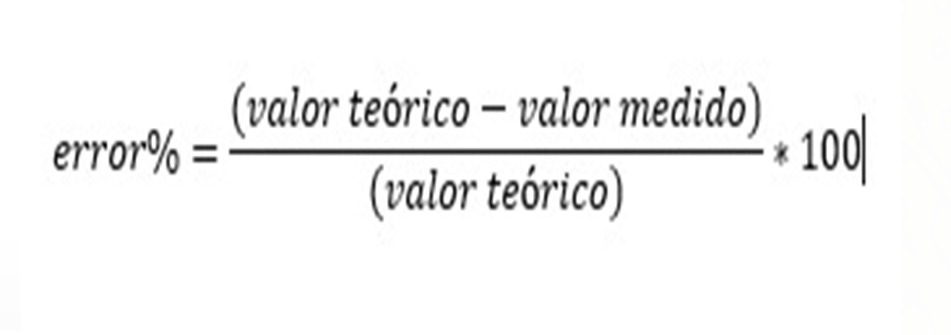 error% = (valor teórico − valor medido) / (valor teórico) * 100